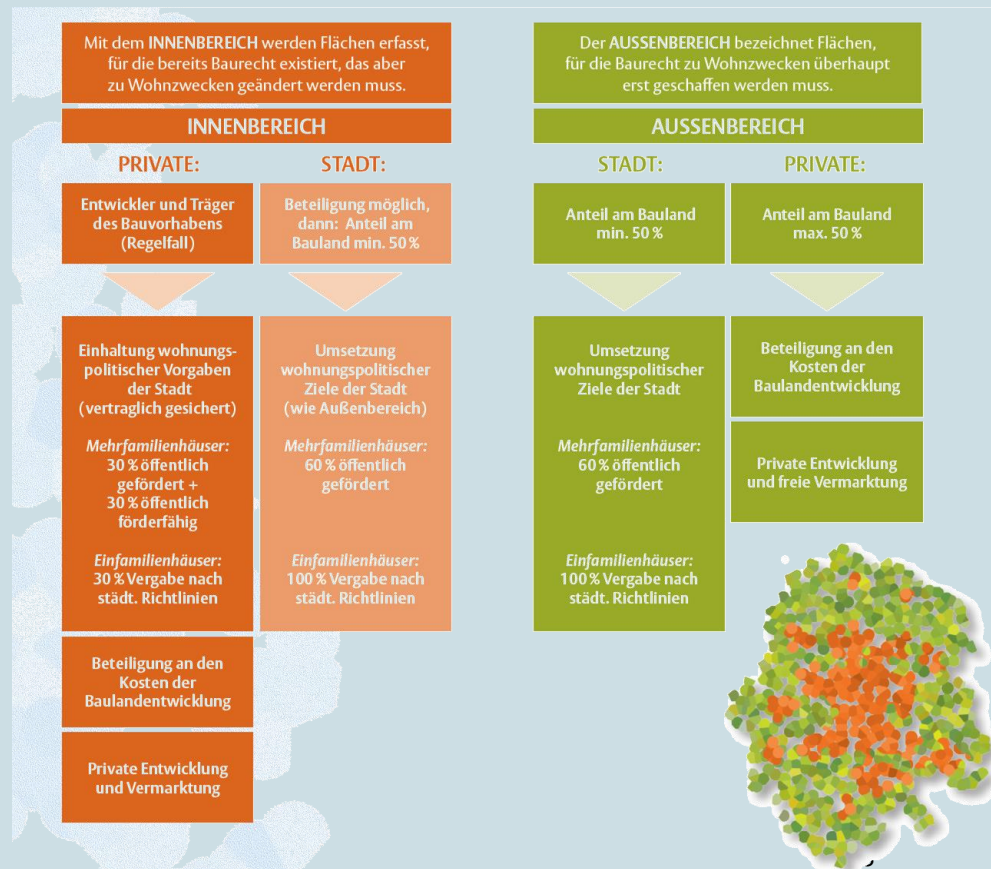 Mit dem INNENBEREICH werden Flächen erfasst,
für die bereits Baurecht existiert, das aber
zu Wohnzwecken geändert werden muss.
INNENBEREICH
PRIVATE:
Entwickler und Träger
des Bauvorhabens
(Regelfall)
Einhaltung wohnungs-
politischer Vorgaben
der Stadt
(vertraglich gesichert)
Mehrfamilienhäuser:
30 % öffentlich
gefördert +
30 % öffentlich
förderfähig
Einfamilienhäuser:
30 % Vergabe nach
städt. Richtlinien
Beteiligung an den
Kosten der
Baulandentwicklung
Private Entwicklung
und Vermarktung
STADT:
Beteiligung möglich,
dann: Anteil am
Bauland min. 50 %
Umsetzung
wohnungspolitischer
Ziele der Stadt
(wie Außenbereich)
Mehrfamilienhäuser:
60 % öffentlich
gefördert
Einfamilienhäuser:
100 % Vergabe nach
städt. Richtlinien
Der AUSSENBEREICH bezeichnet Flächen,
für die Baurecht zu Wohnzwecken überhaupt
erst geschaffen werden muss.
AUSSENBEREICH
STADT:
Anteil am Bauland
min. 50 %
Umsetzung
wohnungspolitischer
Ziele der Stadt
Mehrfamilienhäuser:
60 % öffentlich
gefördert
Einfamilienhäuser:
100 % Vergabe nach
städt. Richtlinien
PRIVATE:
Anteil am Bauland
max. 50 %
Beteiligung an den
Kosten der
Baulandentwicklung
Private Entwicklung
und freie Vermarktung